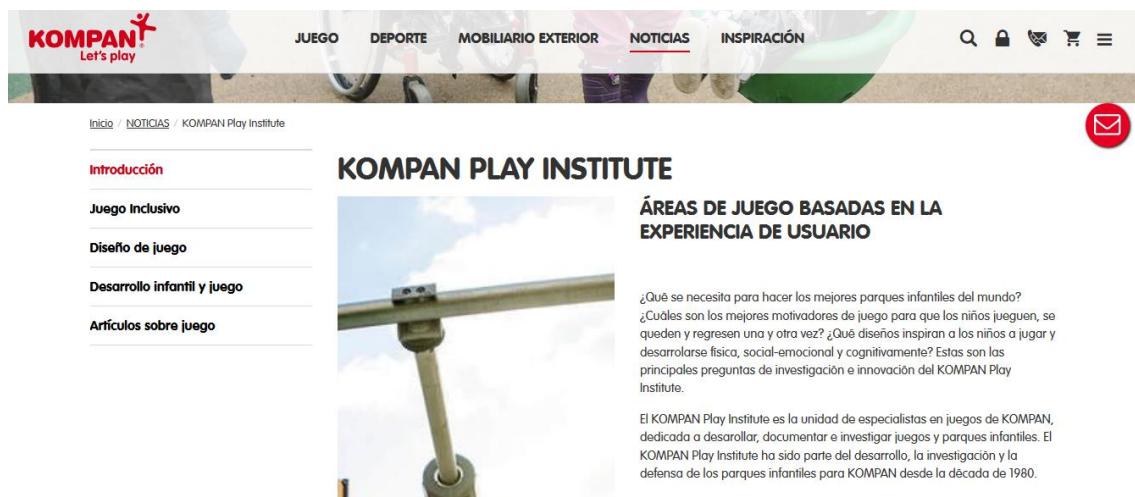 KOMPAN
Let's play
JUEGO DEPORTE MOBILIARIO EXTERIOR NOTICIAS INSPIRACIÓN
Inicio / NOTICIAS / KOMPAN Play Institute
Introducción
Juego Inclusivo
Diseño de juego
Desarrollo infantil y juego
Artículos sobre juego
KOMPAN PLAY INSTITUTE
ÁREAS DE JUEGO BASADAS EN LA
EXPERIENCIA DE USUARIO
¿Qué se necesita para hacer los mejores parques infantiles del mundo?
¿Cuáles son los mejores motivadores de juego para que los niños jueguen, se
queden y regresen una y otra vez? ¿Qué diseños inspiran a los niños a jugar y
desarrolarse física, social-emocional y cognitivamente? Estas son las
principales preguntas de investigación e innovación del KOMPAN Play
Institute.
El KOMPAN Play Institute es la unidad de especialistas en juegos de KOMPAN,
dedicada a desarollar, documentar e investigar juegos y parques infantiles. El
KOMPAN Play Institute ha sido parte del desarrollo, la investigación y la
defensa de los parques infantiles para KOMPAN desde la década de 1980.